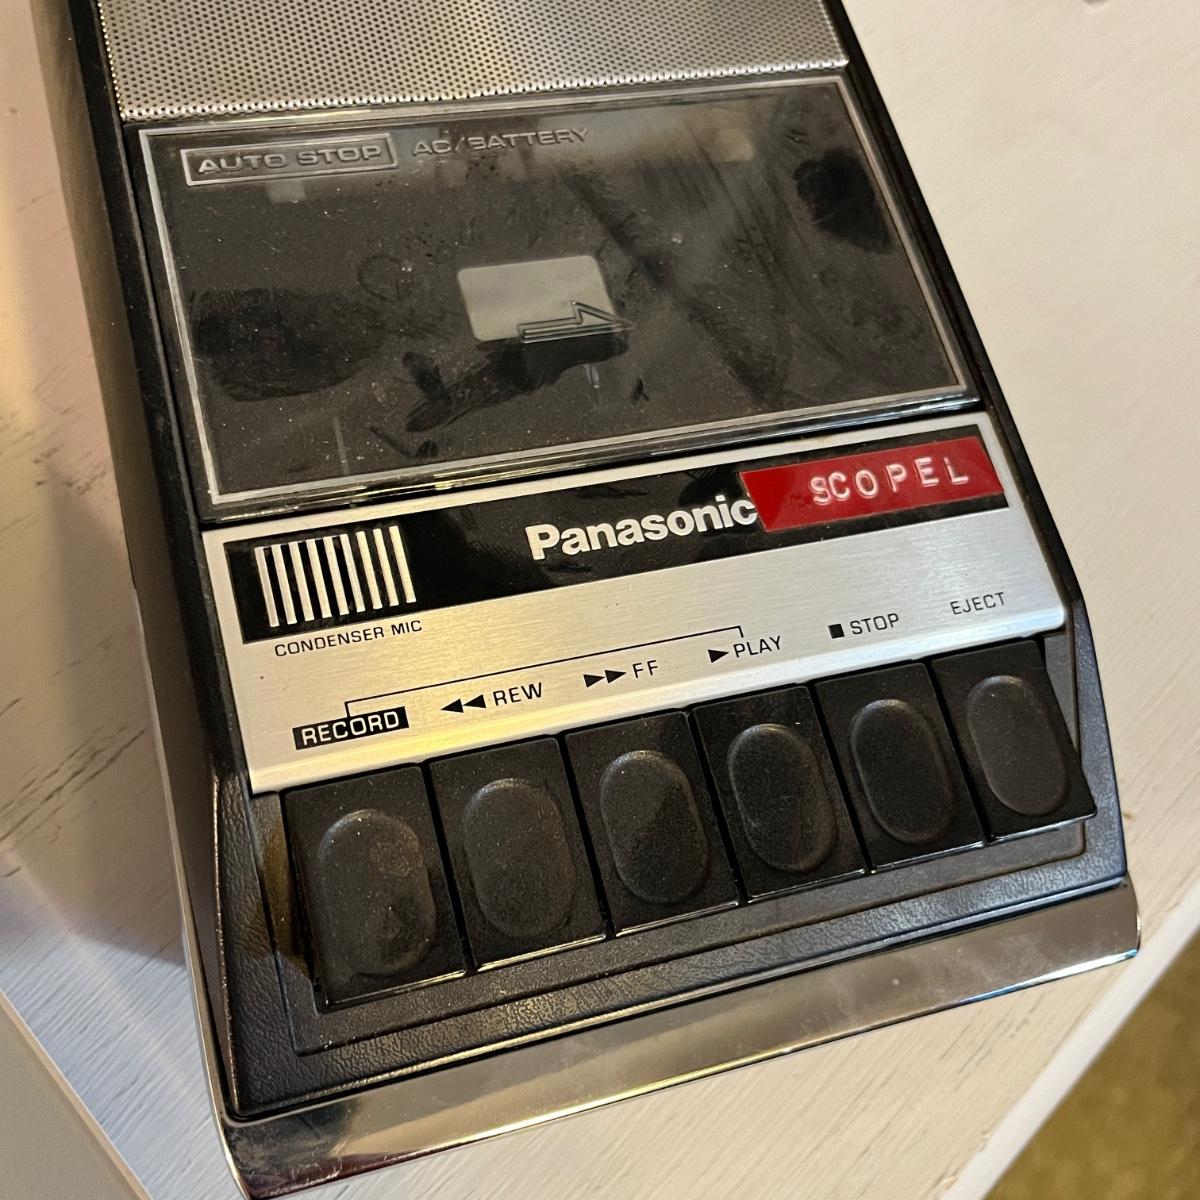 AUTO STOP AC/BATTERY
Panasonic SCOPEL
CONDENSER MIC
RECORD ◀◀ REW ▶▶ FF ▶ PLAY ■ STOP EJECT